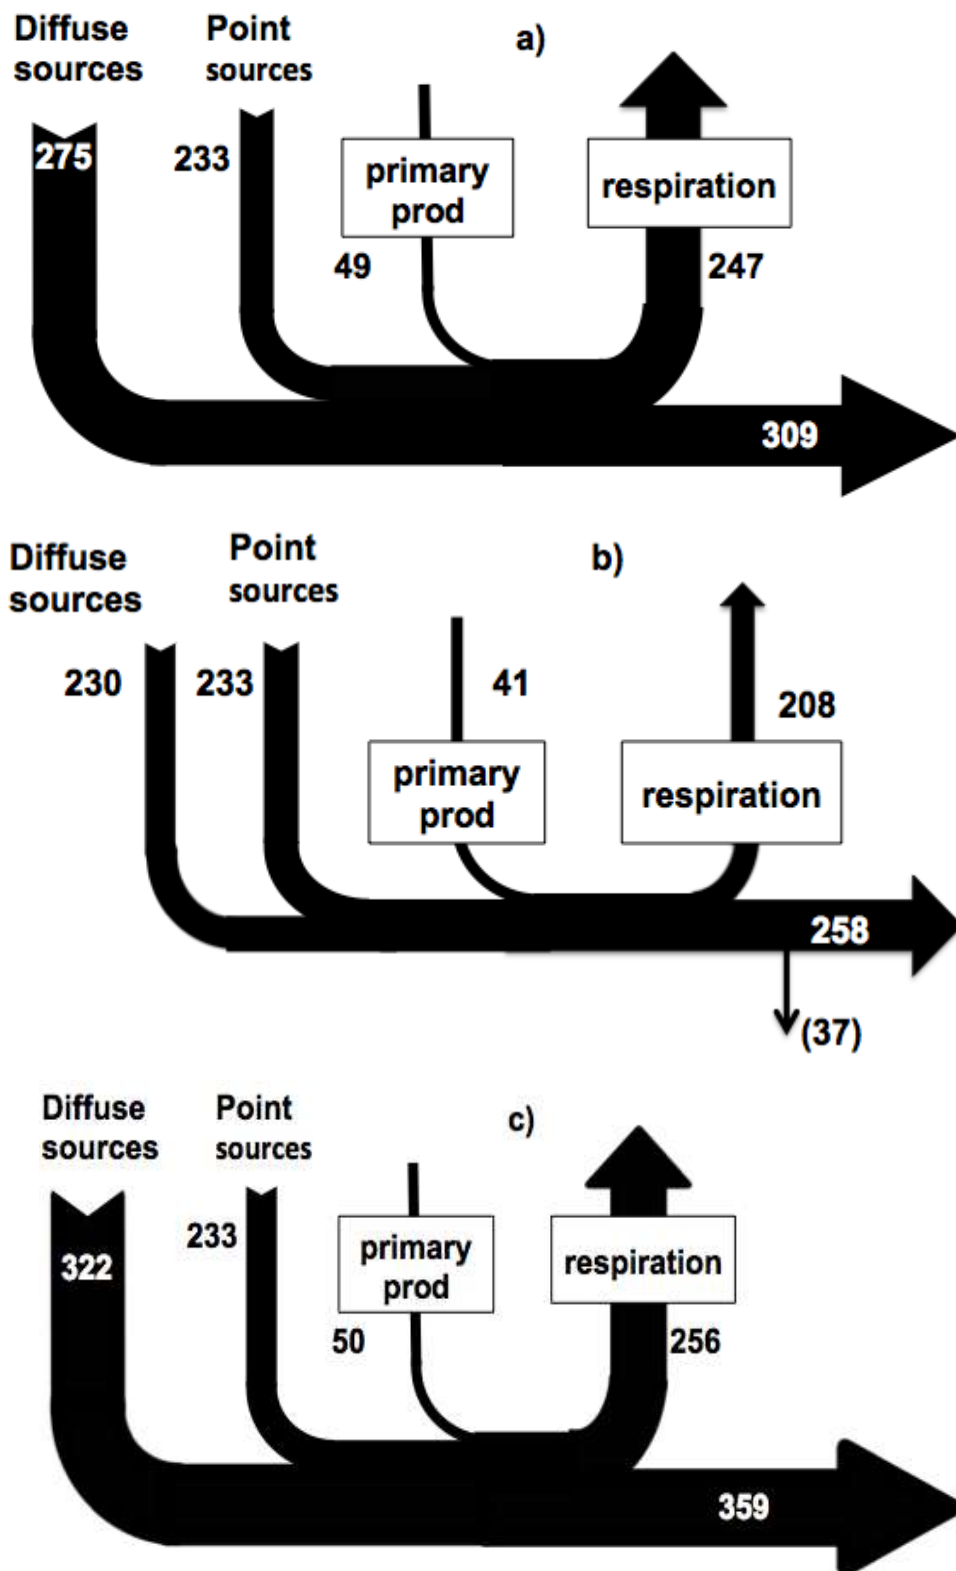 Diffuse
sources
Point
sources
a)
275
233
primary
prod
respiration
49
247
309
Diffuse
sources
Point
sources
b)
230
233
41
208
primary
prod
respiration
258
(37)
Diffuse
sources
Point
sources
c)
322
233
primary
prod
respiration
50
256
359